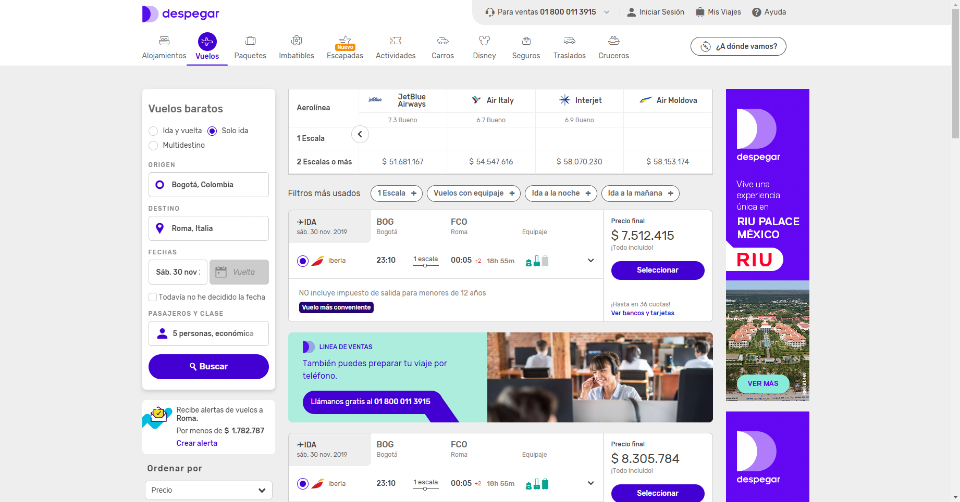 despegar
Para ventas 01 800 011 3915
Iniciar Sesión
Mis Viajes
Ayuda
Alojamientos
Vuelos
Paquetes
Imbatibles
Nuevo
Escapadas
Actividades
Carros
Disney
Seguros
Traslados
Cruceros
¿A dónde vamos?
Vuelos baratos
Ida y vuelta
Solo ida
Multidestino
ORIGEN
Bogotá, Colombia
DESTINO
Roma, Italia
FECHAS
Sáb. 30 nov
Vuelta
Todavía no he decidido la fecha
PASAJEROS Y CLASE
5 personas, económica
Buscar
Recibe alertas de vuelos a
Roma.
Por menos de $ 1.782.787
Crear alerta
Ordenar por
Precio
Aerolínea
JetBlue
Airways
Air Italy
Interjet
Air Moldova
7.3 Bueno
6.7 Bueno
6.9 Bueno
1 Escala
2 Escalas o más
$ 51.681.167
$ 54.547.616
$ 58.070.230
$ 58.153.174
Filtros más usados
1 Escala +
Vuelos con equipaje +
Ida a la noche +
Ida a la mañana +
IDA
sáb. 30 nov. 2019
BOG
Bogotá
FCO
Roma
Equipaje
Iberia
23:10
1 escala
00:05 +2
18h 55m
NO incluye impuesto de salida para menores de 12 años
Vuelo más conveniente
Precio final
$ 7.512.415
¡Todo incluido!
Seleccionar
¡Hasta en 36 cuotas!
Ver bancos y tarjetas
LINEA DE VENTAS
También puedes preparar tu viaje por
teléfono.
Llámanos gratis al 01 800 011 3915
IDA
sáb. 30 nov. 2019
BOG
Bogotá
FCO
Roma
Equipaje
Iberia
23:10
1 escala
00:05 +2
18h 55m
Precio final
$ 8.305.784
¡Todo incluido!
Seleccionar
despegar
Vive una
experiencia
única en
RIU PALACE
MÉXICO
RIU
VER MÁS
despegar